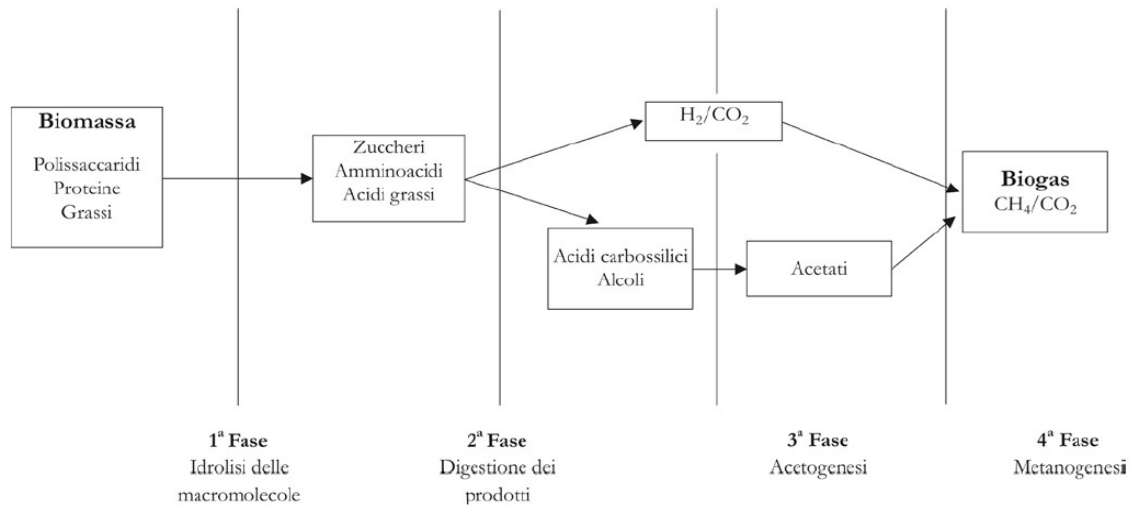 Biomassa
Polissaccaridi
Proteine
Grassi
Zuccheri
Amminoacidi
Acidi grassi
H₂/CO₂
Acidi carbossilici
Alcoli
Acetati
Biogas
CH₄/CO₂
1ª Fase
Idrolisi delle
macromolecole
2ª Fase
Digestione dei
prodotti
3ª Fase
Acetogenesi
4ª Fase
Metanogenesi